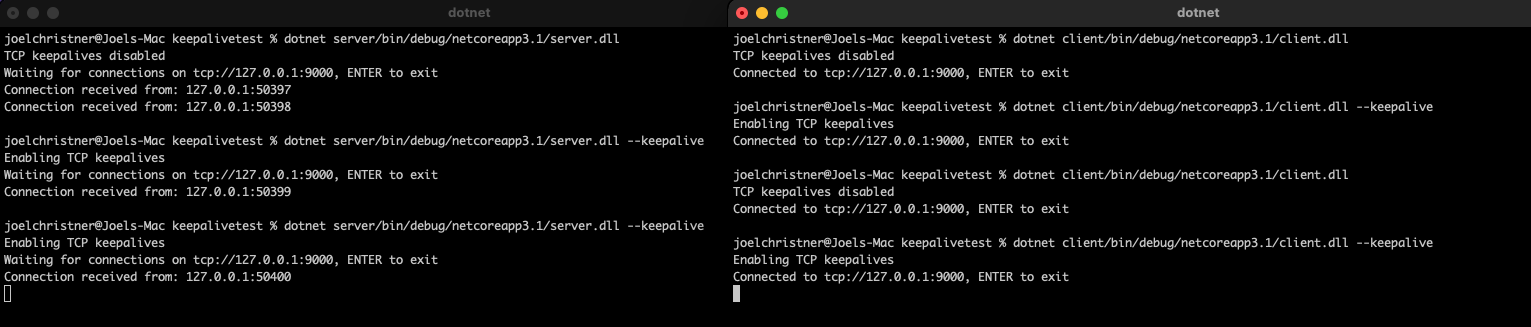 dotnet
joelchristner@Joels-Mac keepalivetest % dotnet server/bin/debug/netcoreapp3.1/server.dll
TCP keepalives disabled
Waiting for connections on tcp://127.0.0.1:9000, ENTER to exit
Connection received from: 127.0.0.1:50397
Connection received from: 127.0.0.1:50398
joelchristner@Joels-Mac keepalivetest % dotnet server/bin/debug/netcoreapp3.1/server.dll --keepalive
Enabling TCP keepalives
Waiting for connections on tcp://127.0.0.1:9000, ENTER to exit
Connection received from: 127.0.0.1:50399
joelchristner@Joels-Mac keepalivetest % dotnet server/bin/debug/netcoreapp3.1/server.dll --keepalive
Enabling TCP keepalives
Waiting for connections on tcp://127.0.0.1:9000, ENTER to exit
Connection received from: 127.0.0.1:50400
dotnet
joelchristner@Joels-Mac keepalivetest % dotnet client/bin/debug/netcoreapp3.1/client.dll
TCP keepalives disabled
Connected to tcp://127.0.0.1:9000, ENTER to exit
joelchristner@Joels-Mac keepalivetest % dotnet client/bin/debug/netcoreapp3.1/client.dll --keepalive
Enabling TCP keepalives
Connected to tcp://127.0.0.1:9000, ENTER to exit
joelchristner@Joels-Mac keepalivetest % dotnet client/bin/debug/netcoreapp3.1/client.dll
TCP keepalives disabled
Connected to tcp://127.0.0.1:9000, ENTER to exit
joelchristner@Joels-Mac keepalivetest % dotnet client/bin/debug/netcoreapp3.1/client.dll --keepalive
Enabling TCP keepalives
Connected to tcp://127.0.0.1:9000, ENTER to exit